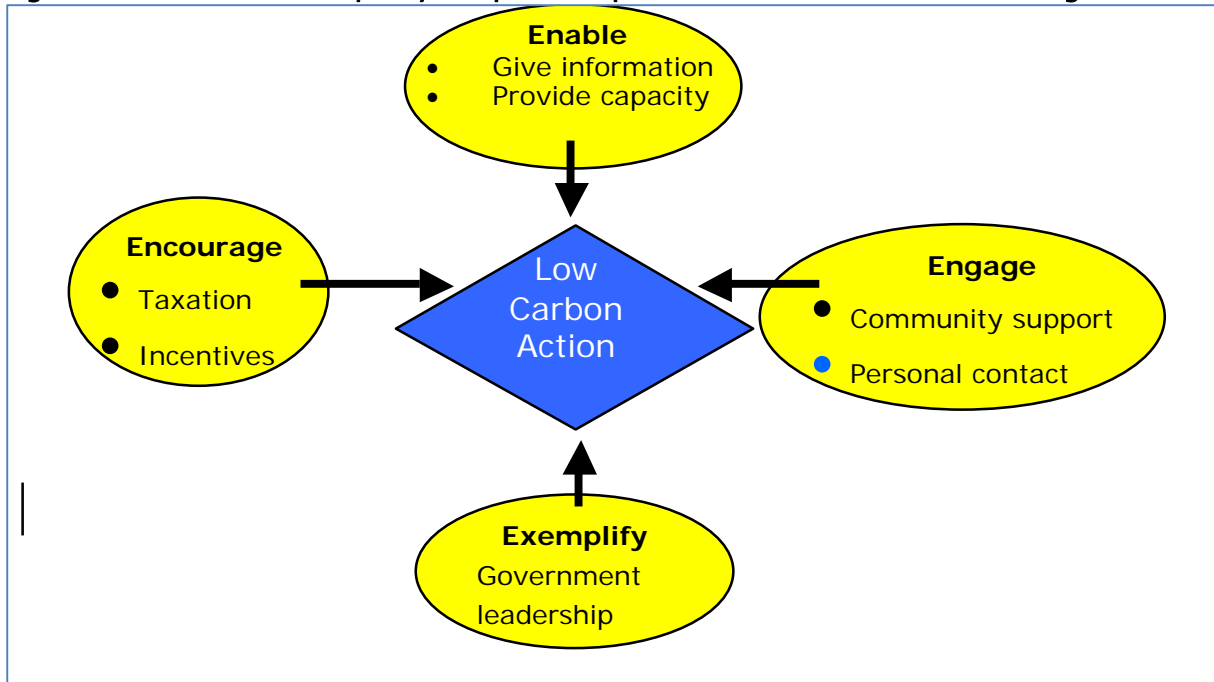 Enable
• Give information
• Provide capacity
Encourage
• Taxation
• Incentives
Low
Carbon
Action
Engage
• Community support
• Personal contact
Exemplify
Government
leadership